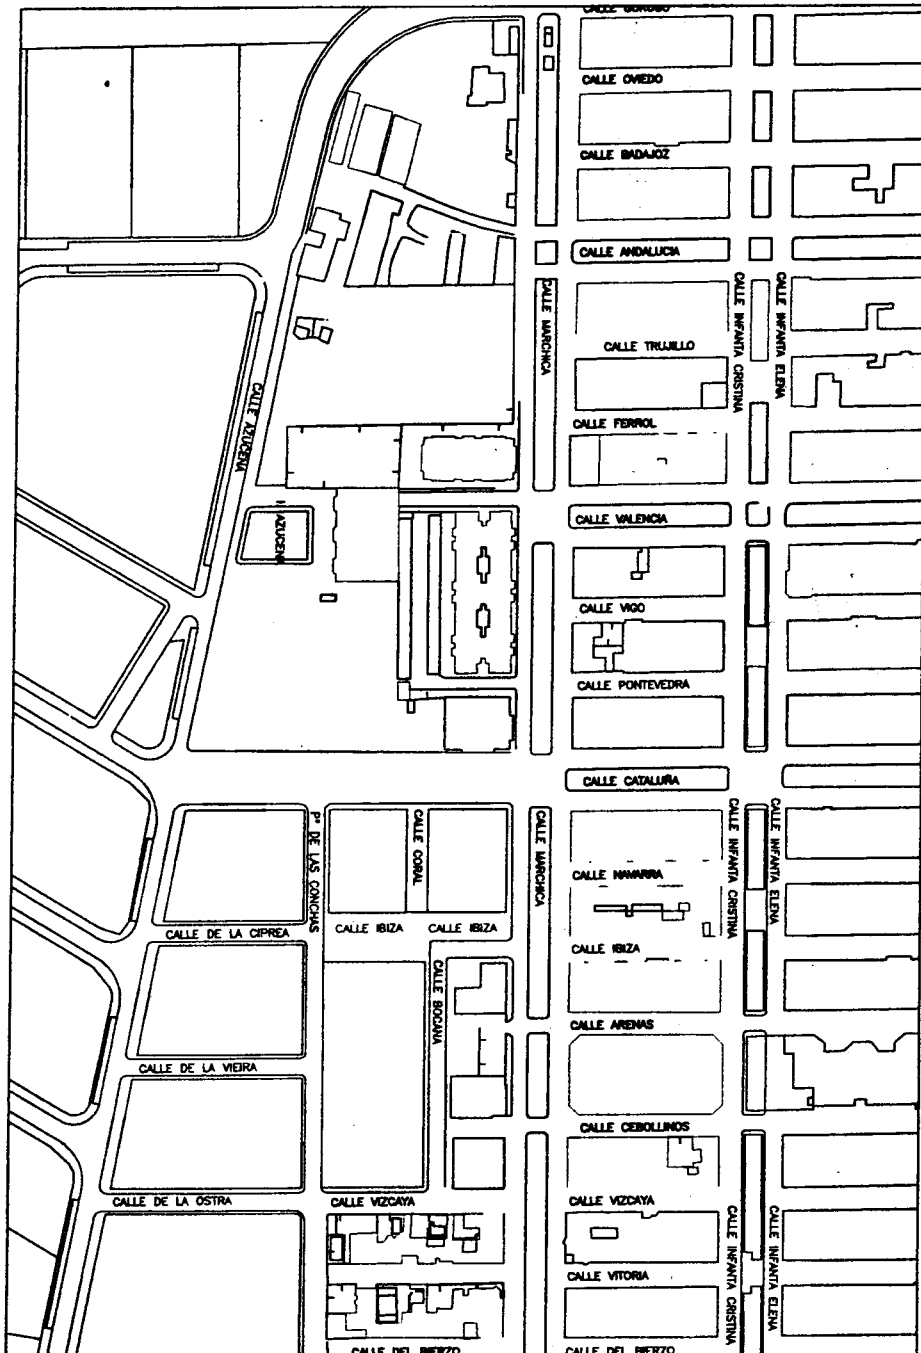 CALLE OVIEDO
CALLE BADAJOZ
CALLE ANDALUCIA
CALLE MARCHICA
CALLE INFANTA CRISTINA
CALLE INFANTA ELENA
CALLE TRUJILLO
CALLE AZUCENA
CALLE FERROL
CALLE VALENCIA
AZUCENA
CALLE VIGO
CALLE PONTEVEDRA
CALLE CATALUÑA
Pº DE LAS CONCHAS
CALLE CORAL
CALLE MARCHICA
CALLE INFANTA CRISTINA
CALLE INFANTA ELENA
CALLE NAVARRA
CALLE DE LA CIPREA
CALLE IBIZA
CALLE IBIZA
CALLE IBIZA
CALLE BOCANA
CALLE ARENAS
CALLE DE LA VIEIRA
CALLE CEBOLLINOS
CALLE DE LA OSTRA
CALLE VIZCAYA
CALLE VIZCAYA
CALLE INFANTA CRISTINA
CALLE INFANTA ELENA
CALLE VITORIA
CALLE DEL BIERZO
CALLE DEL BIERZO